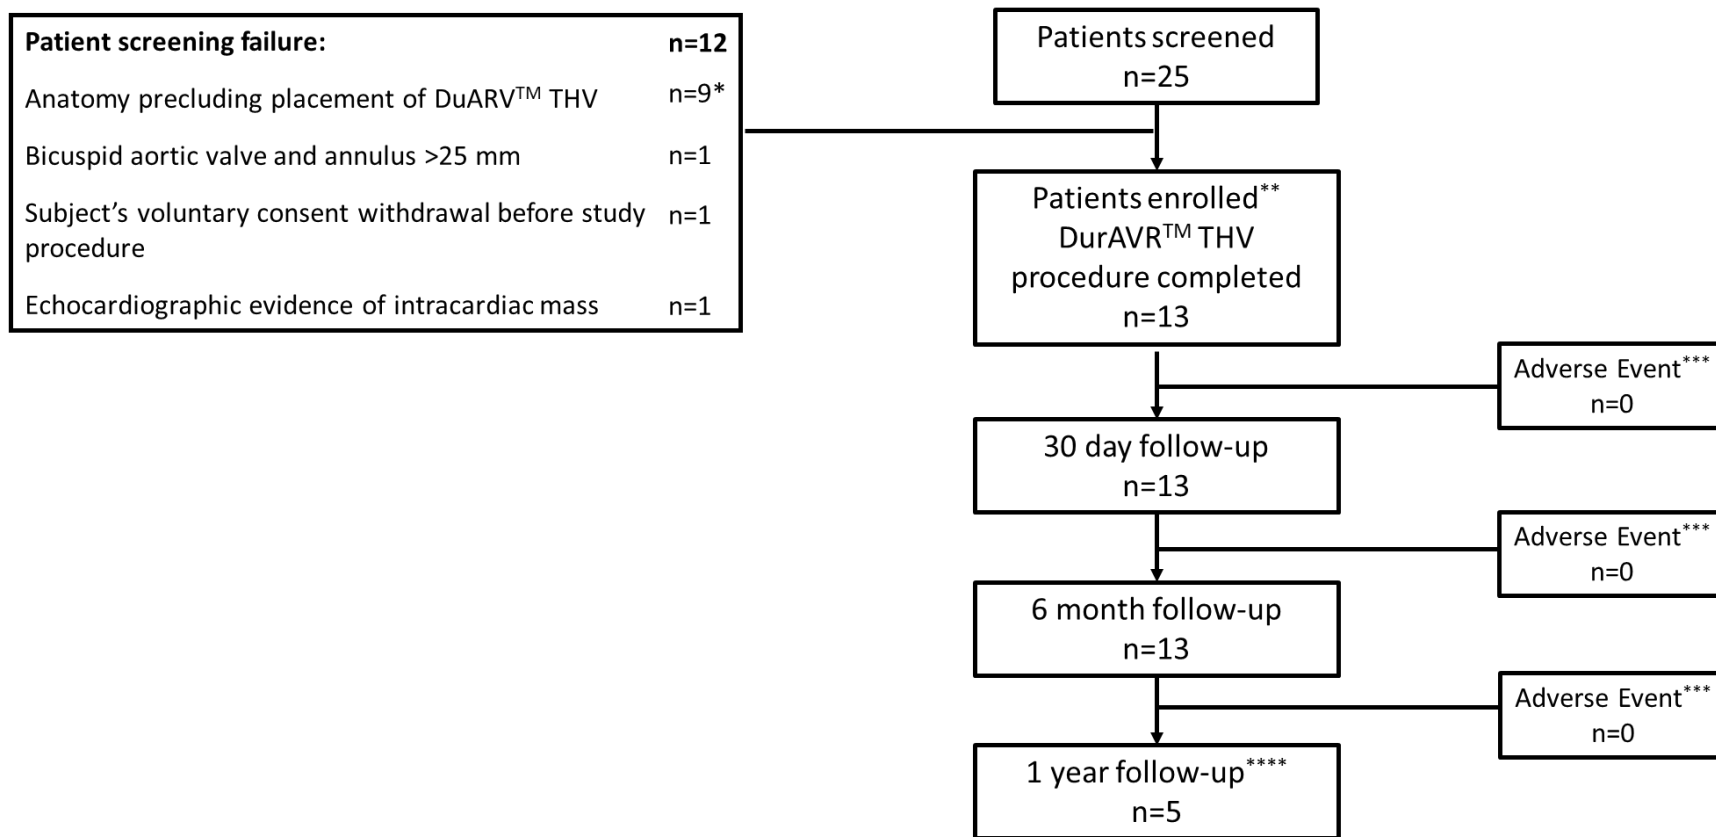 Patient screening failure: n=12
Anatomy precluding placement of DuARV™ THV n=9*
Bicuspid aortic valve and annulus >25 mm n=1
Subject’s voluntary consent withdrawal before study n=1
procedure
Echocardiographic evidence of intracardiac mass n=1
Patients screened
n=25
Patients enrolled**
DurAVR™ THV
procedure completed
n=13
Adverse Event***
n=0
30 day follow-up
n=13
Adverse Event***
n=0
6 month follow-up
n=13
Adverse Event***
n=0
1 year follow-up****
n=5